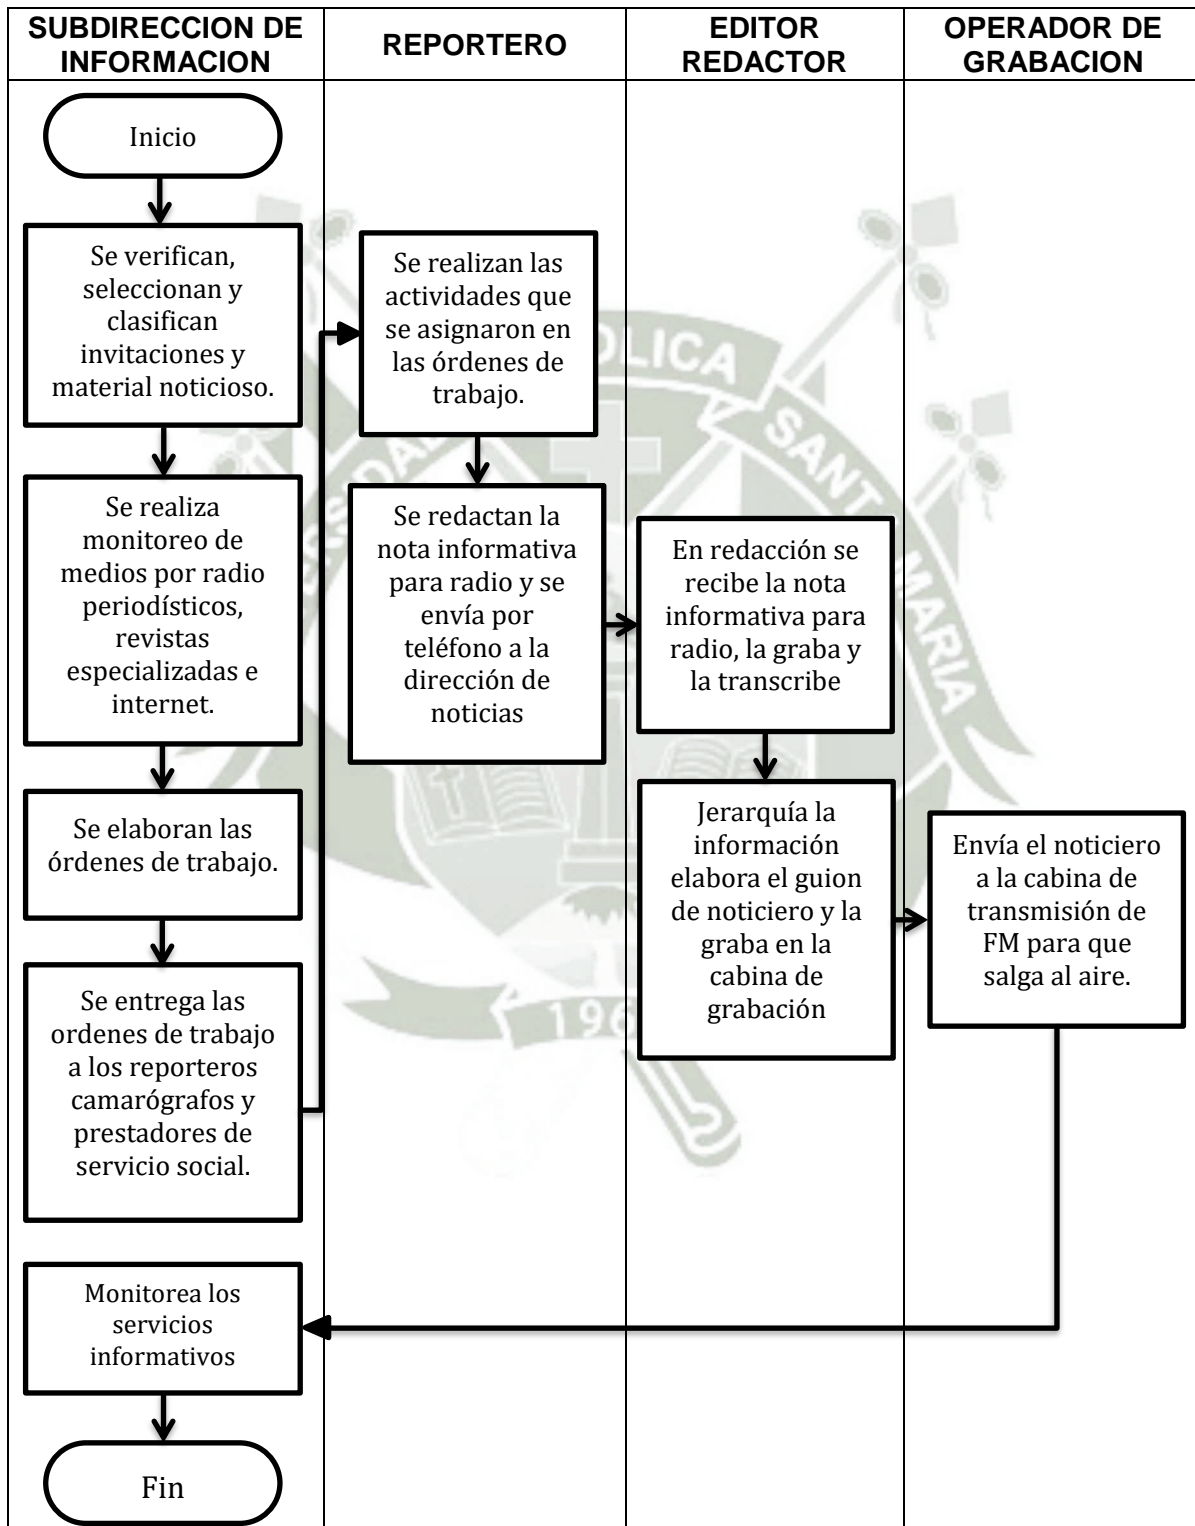 SUBDIRECCION DE
INFORMACION
REPORTERO
EDITOR
REDACTOR
OPERADOR DE
GRABACION
Inicio
Se verifican,
seleccionan y
clasifican
invitaciones y
material noticioso.
Se realiza
monitoreo de
medios por radio
periodísticos,
revistas
especializadas e
internet.
Se elaboran las
órdenes de trabajo.
Se entrega las
ordenes de trabajo
a los reporteros
camarógrafos y
prestadores de
servicio social.
Se realizan las
actividades que
se asignaron en
las órdenes de
trabajo.
Se redactan la
nota informativa
para radio y se
envía por
teléfono a la
dirección de
noticias
En redacción se
recibe la nota
informativa para
radio, la graba y
la transcribe
Jerarquía la
información
elabora el guion
de noticiero y la
graba en la
cabina de
grabación
Envía el noticiero
a la cabina de
transmisión de
FM para que
salga al aire.
Monitorea los
servicios
informativos
Fin
SANTA MARIA